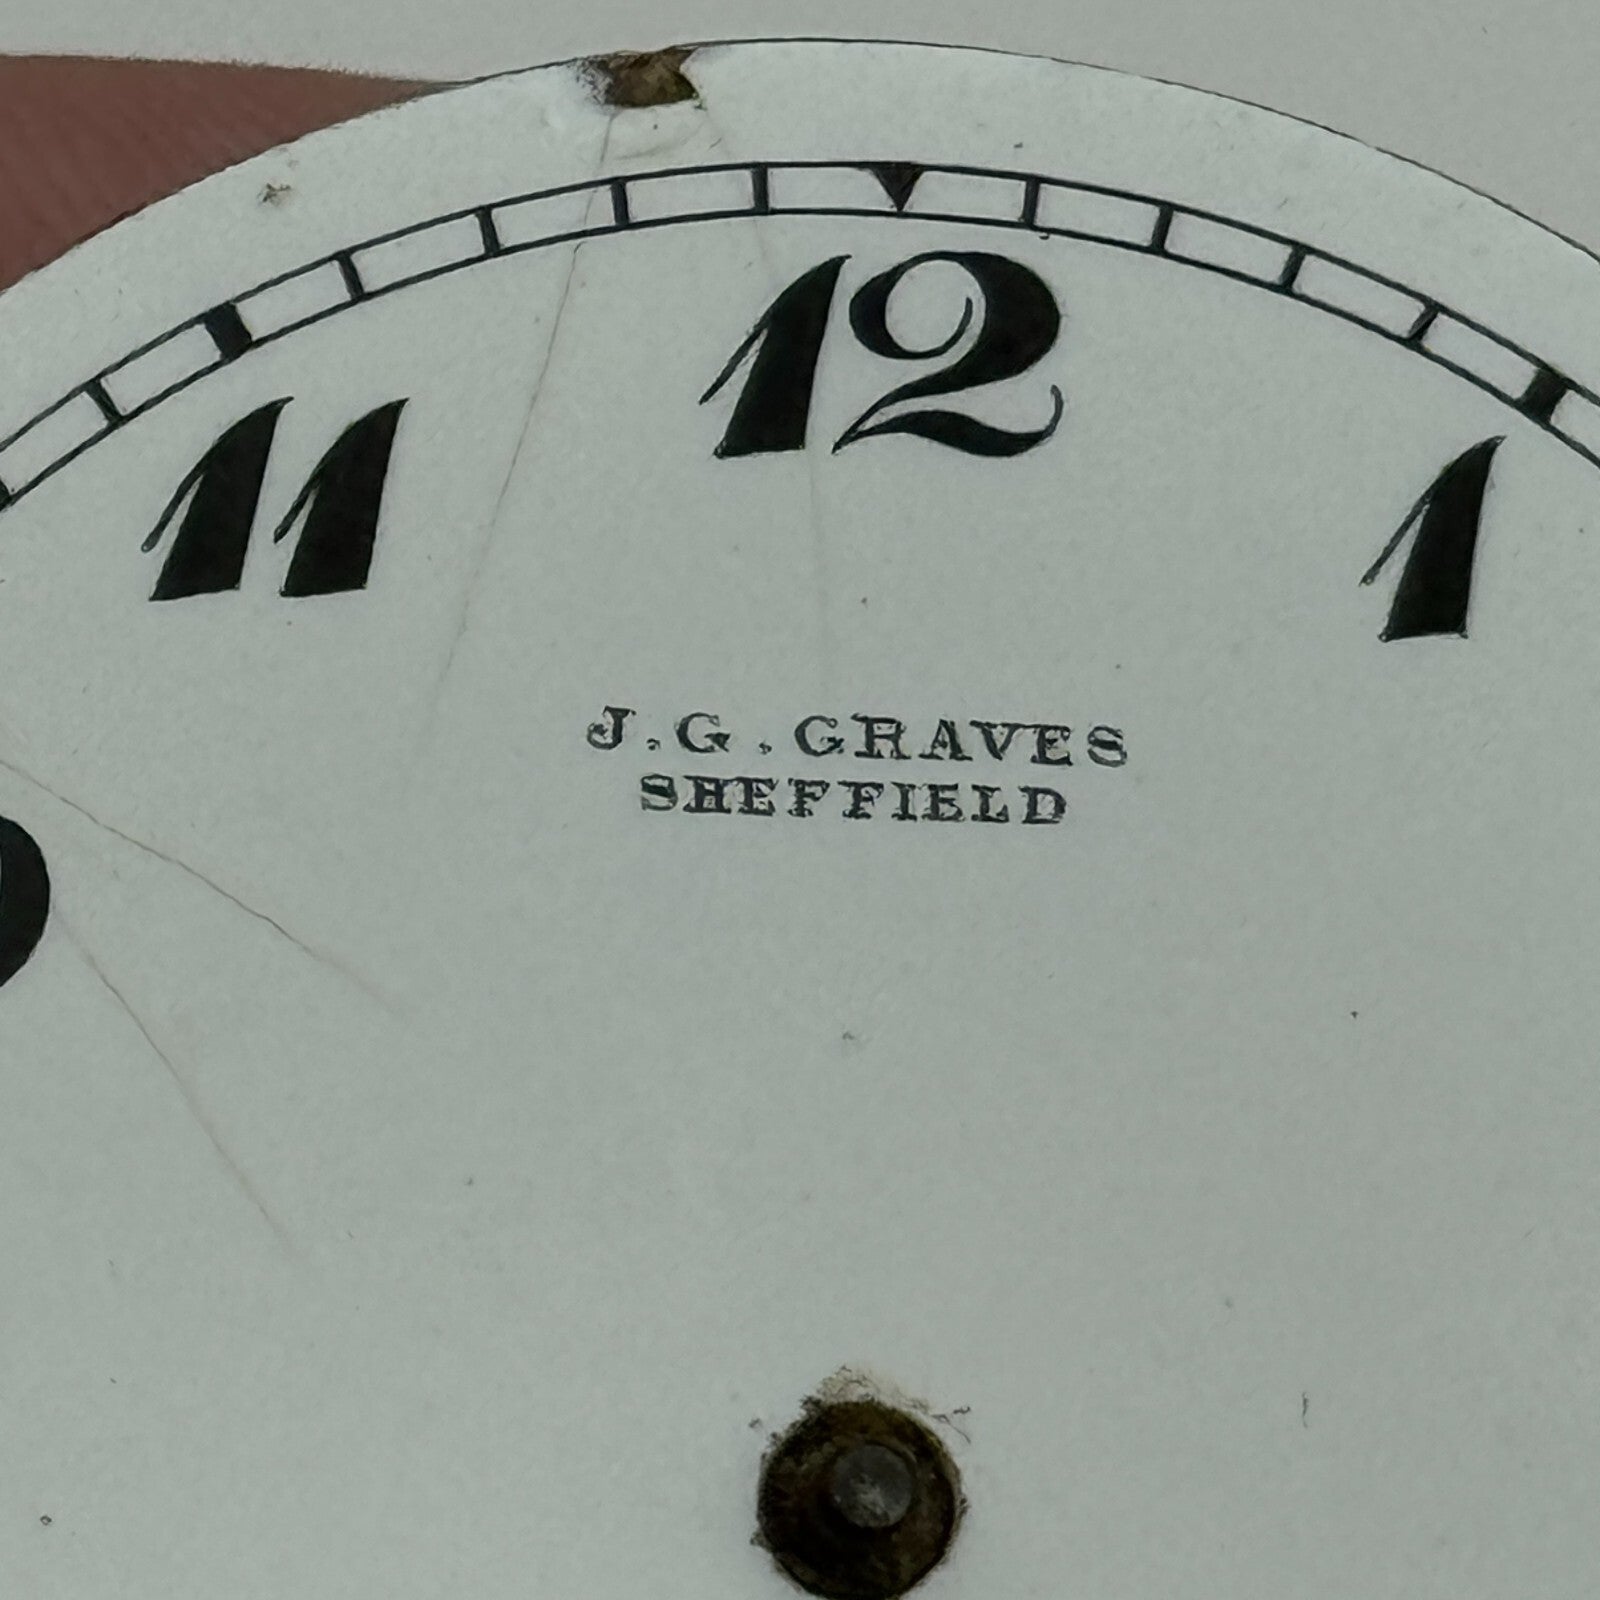 12
11
1
J. G. GRAVES
SHEFFIELD